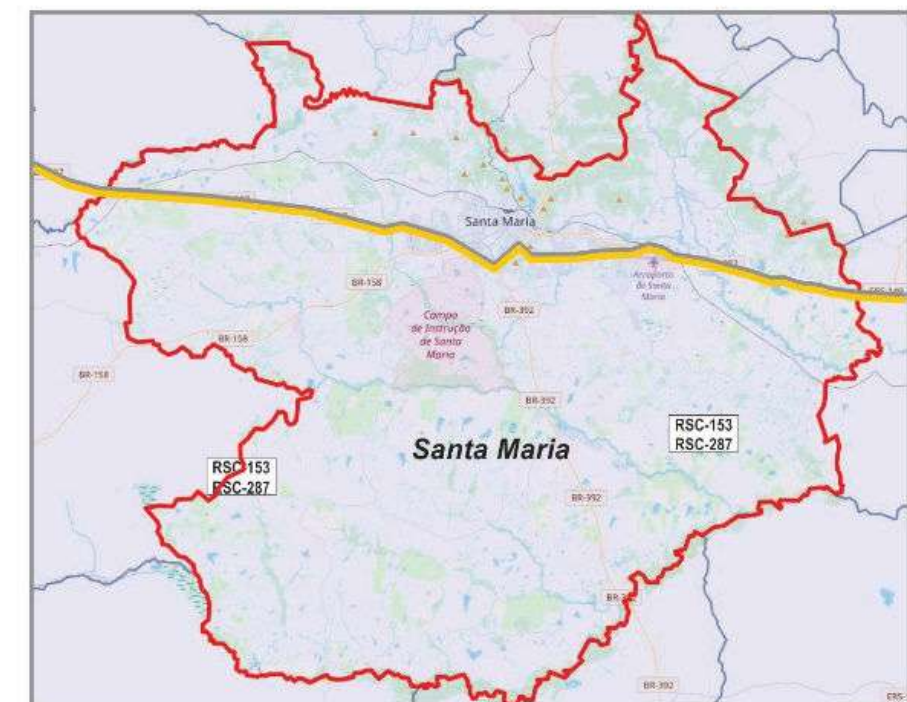 Santa Maria
Aeroporto
de Santa
Maria
BR-158
Campo
de Instrução
de Santa
Maria
BR-392
BR-158
BR-158
BR-392
RSC-153
RSC-287
Santa Maria
RSC-153
RSC-287
BR-392
BR-392
ERS-